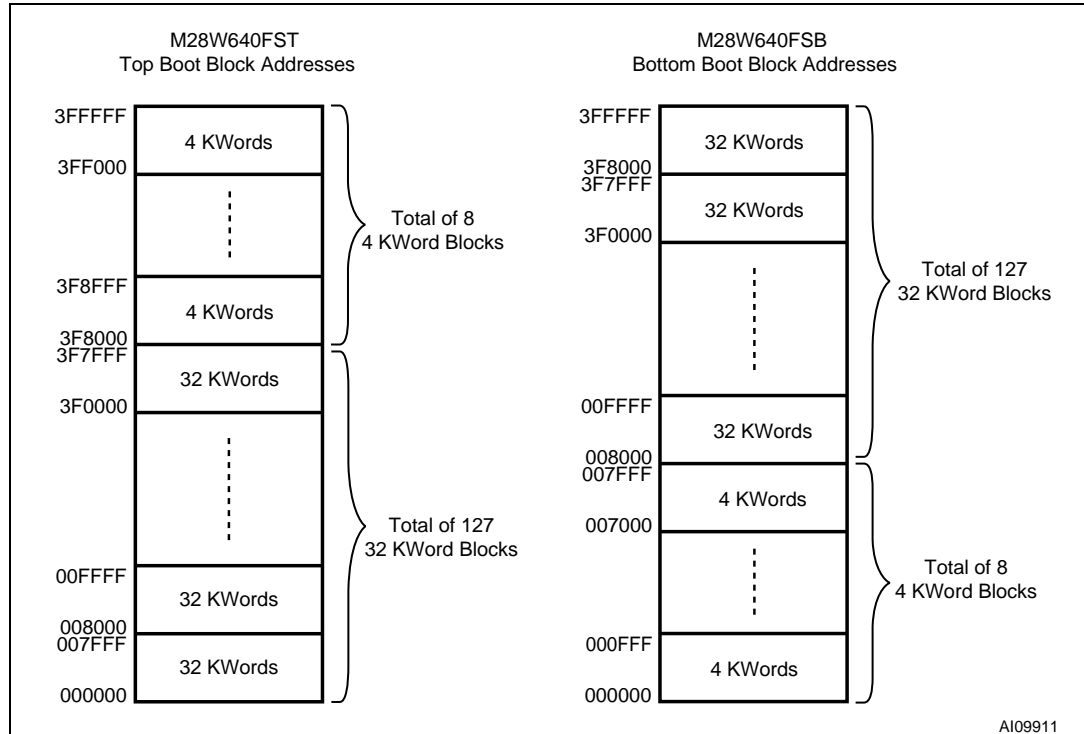 M28W640FST
Top Boot Block Addresses
3FFFFF
4 KWords
3FF000
Total of 8
4 KWord Blocks
3F8FFF
4 KWords
3F8000
3F7FFF
32 KWords
3F0000
Total of 127
32 KWord Blocks
00FFFF
32 KWords
008000
007FFF
32 KWords
000000
M28W640FSB
Bottom Boot Block Addresses
3FFFFF
32 KWords
3F8000
3F7FFF
32 KWords
3F0000
Total of 127
32 KWord Blocks
00FFFF
32 KWords
008000
007FFF
4 KWords
007000
Total of 8
4 KWord Blocks
000FFF
4 KWords
000000
AI09911